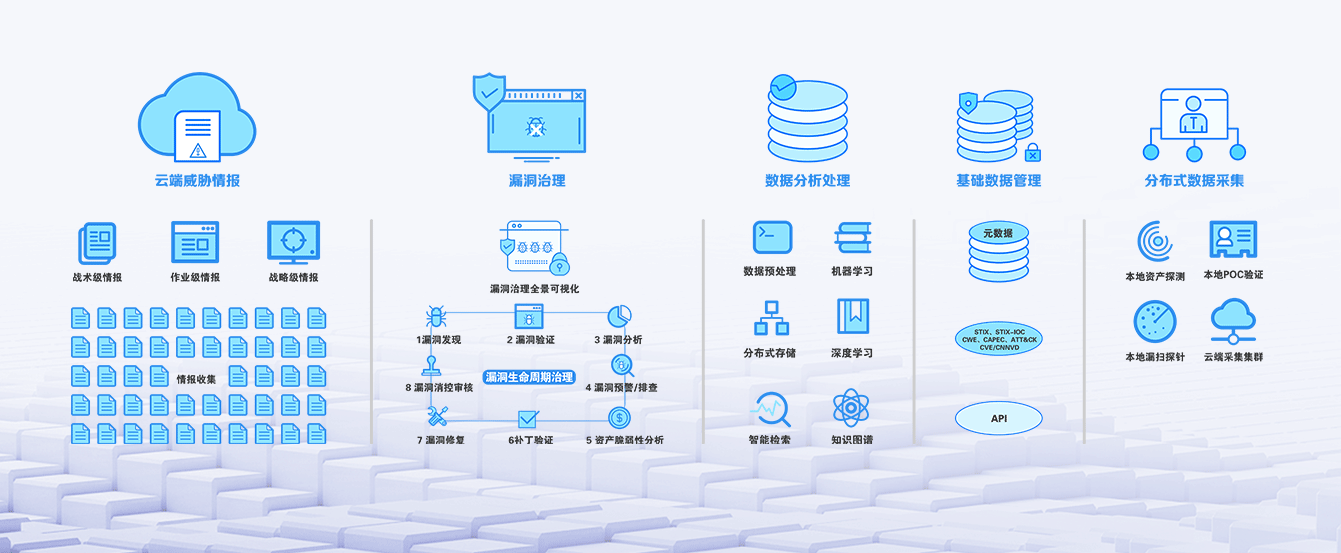 云端威胁情报
漏洞治理
数据分析处理
基础数据管理
分布式数据采集
战术级情报
作业级情报
战略级情报
情报收集
漏洞治理全景可视化
1漏洞发现
2 漏洞验证
3 漏洞分析
8 漏洞消控审核
漏洞生命周期治理
4 漏洞预警/排查
7 漏洞修复
6补丁验证
5 资产脆弱性分析
数据预处理
机器学习
分布式存储
深度学习
智能检索
知识图谱
元数据
STIX、STIX-IOC
CWE、CAPEC、ATT&CK
CVE/CNNVD
API
本地资产探测
本地POC验证
本地漏扫探针
云端采集集群